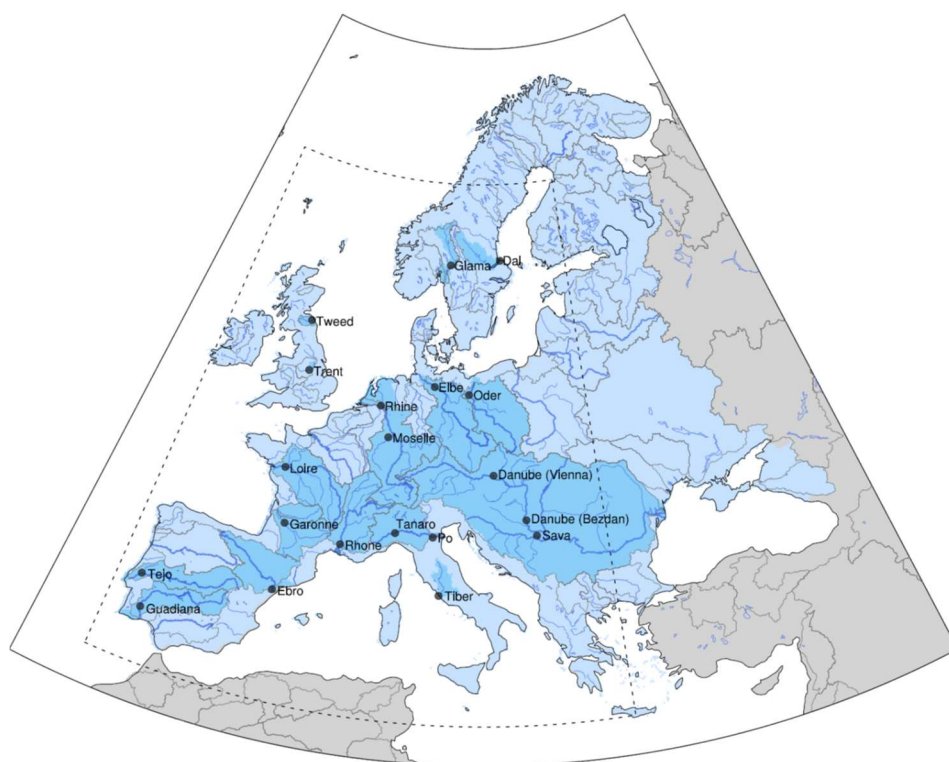 Glama
Dal
Tweed
Trent
Elbe
Oder
Rhine
Moselle
Loire
Danube (Vienna)
Garonne
Danube (Bezdan)
Tanaro
Sava
Po
Rhone
Tejo
Ebro
Tiber
Guadiana